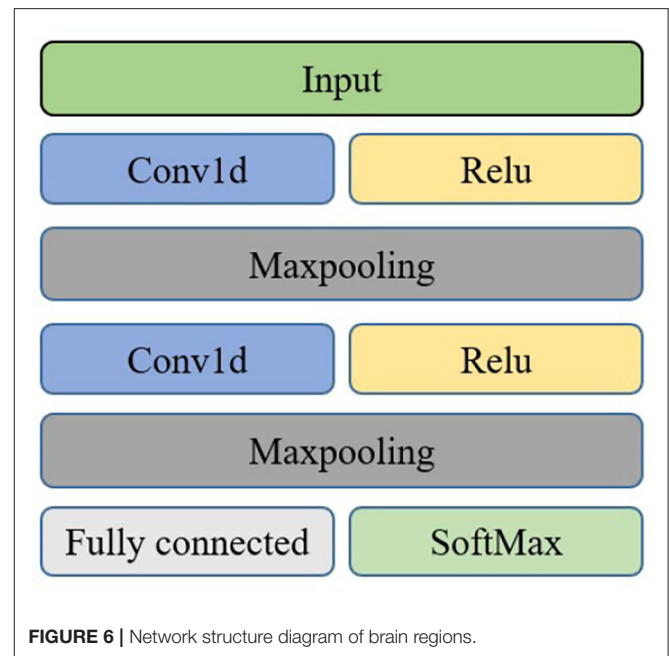 Input
Conv1d Relu
Maxpooling
Conv1d Relu
Maxpooling
Fully connected SoftMax
FIGURE 6 | Network structure diagram of brain regions.